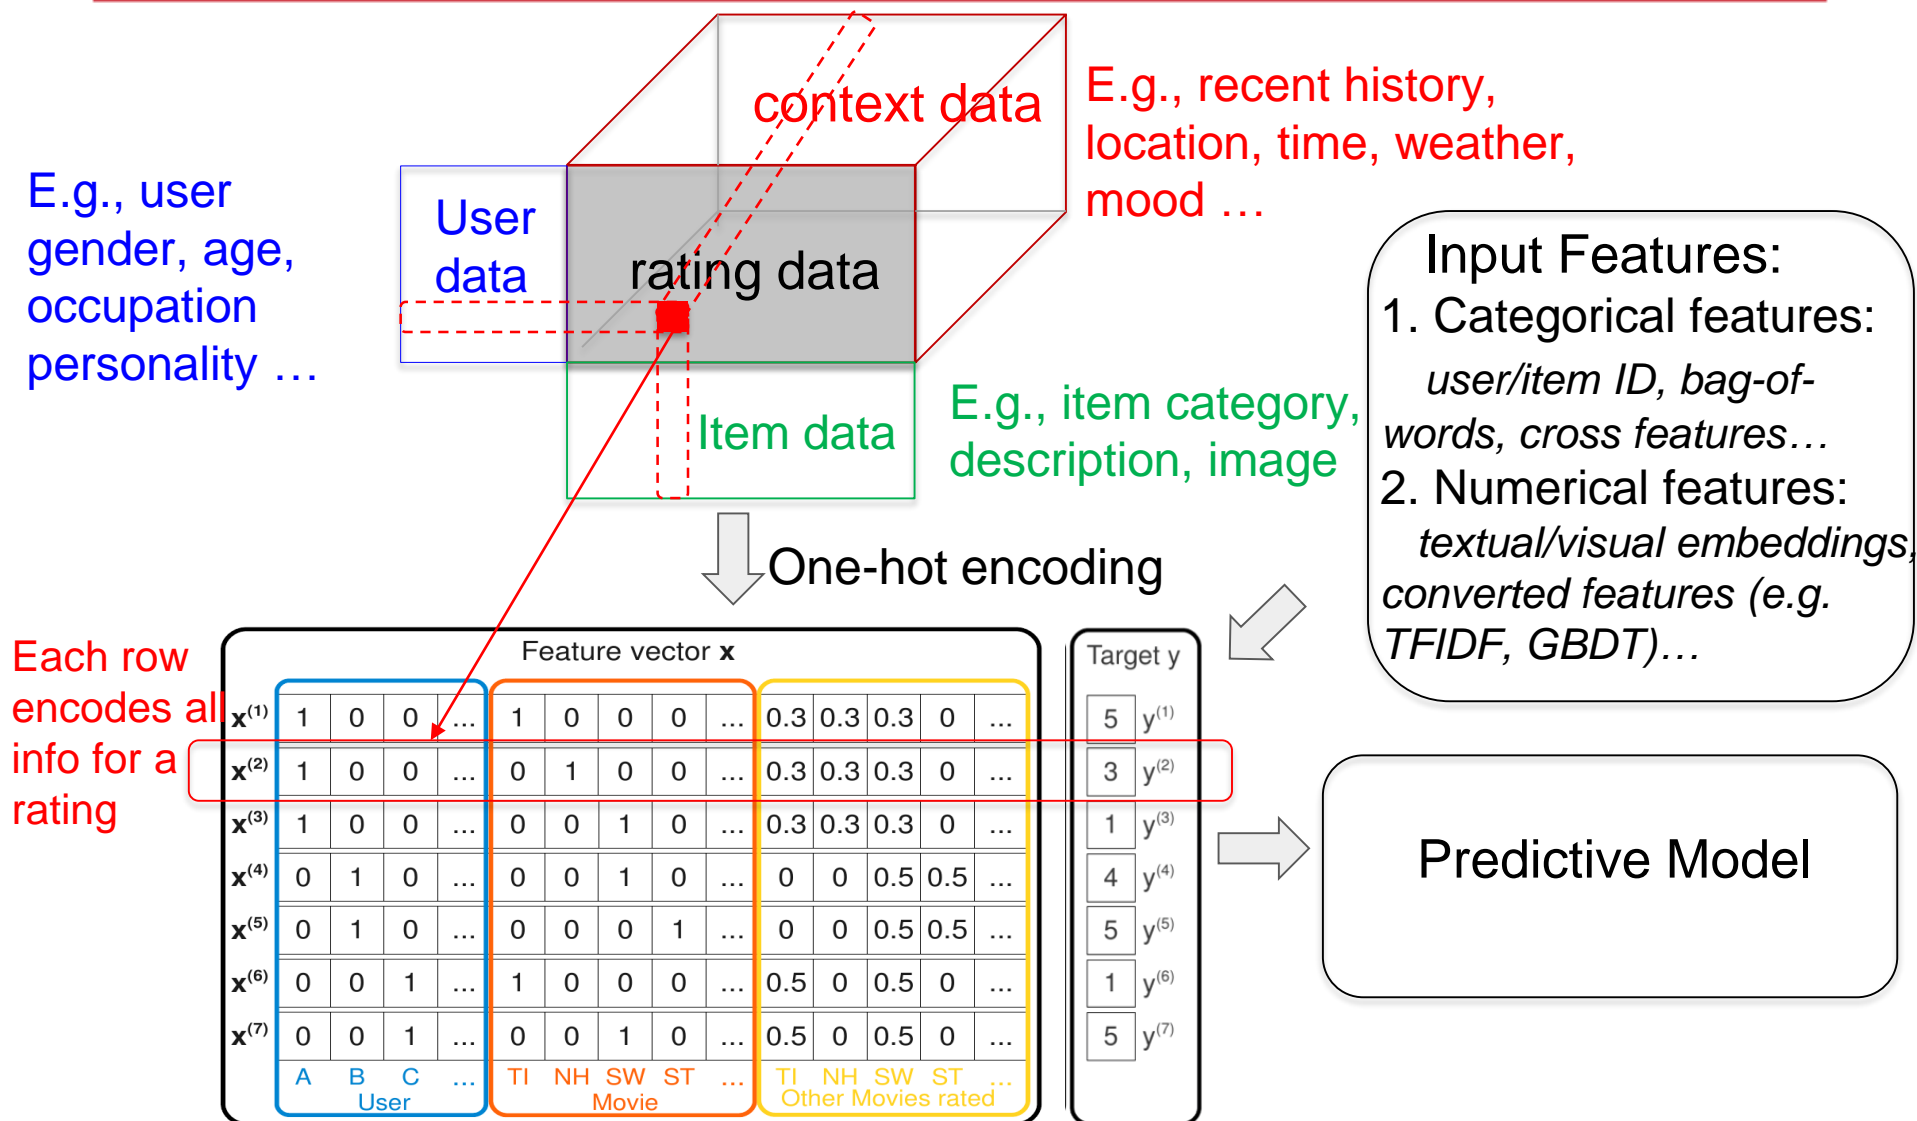 context data
E.g., recent history,
location, time, weather,
mood …
E.g., user
gender, age,
occupation
personality …
User
data
rating data
Item data
E.g., item category,
description, image
Input Features:
1. Categorical features:
user/item ID, bag-of-
words, cross features…
2. Numerical features:
textual/visual embeddings,
converted features (e.g.
TFIDF, GBDT)…
One-hot encoding
Each row
encodes all
info for a
rating
Feature vector x
Target y
x(1) 1 0 0 ... 1 0 0 0 ... 0.3 0.3 0.3 0 ... 5 y(1)
x(2) 1 0 0 ... 0 1 0 0 ... 0.3 0.3 0.3 0 ... 3 y(2)
x(3) 1 0 0 ... 0 0 1 0 ... 0.3 0.3 0.3 0 ... 1 y(3)
x(4) 0 1 0 ... 0 0 1 0 ... 0 0 0.5 0.5 ... 4 y(4)
x(5) 0 1 0 ... 0 0 0 1 ... 0 0 0.5 0.5 ... 5 y(5)
x(6) 0 0 1 ... 1 0 0 0 ... 0.5 0 0.5 0 ... 1 y(6)
x(7) 0 0 1 ... 0 0 1 0 ... 0.5 0 0.5 0 ... 5 y(7)
A B C ... TI NH SW ST ... TI NH SW ST ...
User Movie Other Movies rated
Predictive Model